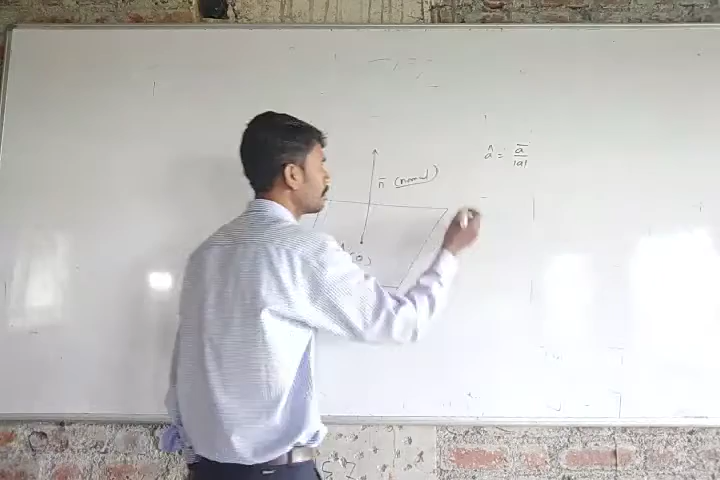 â = a̅ / |a|
n̅ (normal)